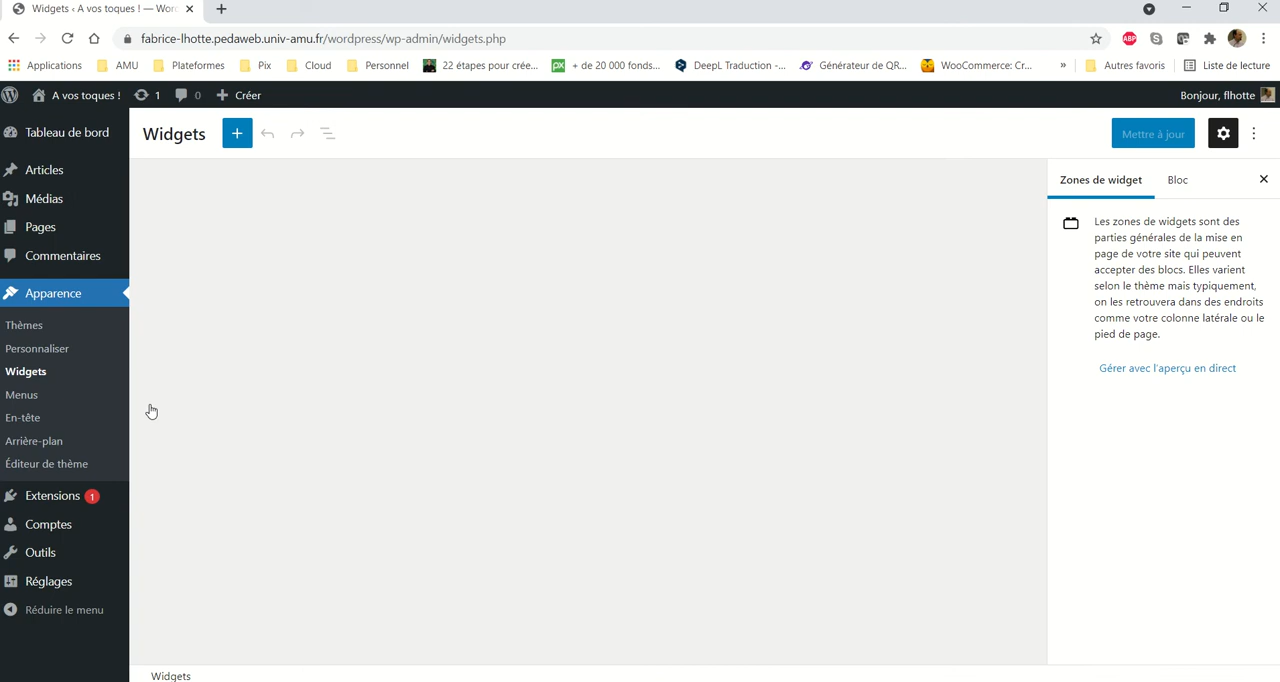 Widgets ‹ A vos toques ! — Wor
fabrice-lhotte.pedaweb.univ-amu.fr/wordpress/wp-admin/widgets.php
Applications AMU Plateformes Pix Cloud Personnel 22 étapes pour crée... + de 20 000 fonds... DeepL Traduction -... Générateur de QR... WooCommerce: Cr... » Autres favoris Liste de lecture
A vos toques ! 1 0 Créer Bonjour, flhotte
Tableau de bord
Articles
Médias
Pages
Commentaires
Apparence
Thèmes
Personnaliser
Widgets
Menus
En-tête
Arrière-plan
Éditeur de thème
Extensions 1
Comptes
Outils
Réglages
Réduire le menu
Widgets
Mettre à jour
Zones de widget Bloc
Les zones de widgets sont des
parties générales de la mise en
page de votre site qui peuvent
accepter des blocs. Elles varient
selon le thème mais typiquement,
on les retrouvera dans des endroits
comme votre colonne latérale ou le
pied de page.
Gérer avec l'aperçu en direct
Widgets